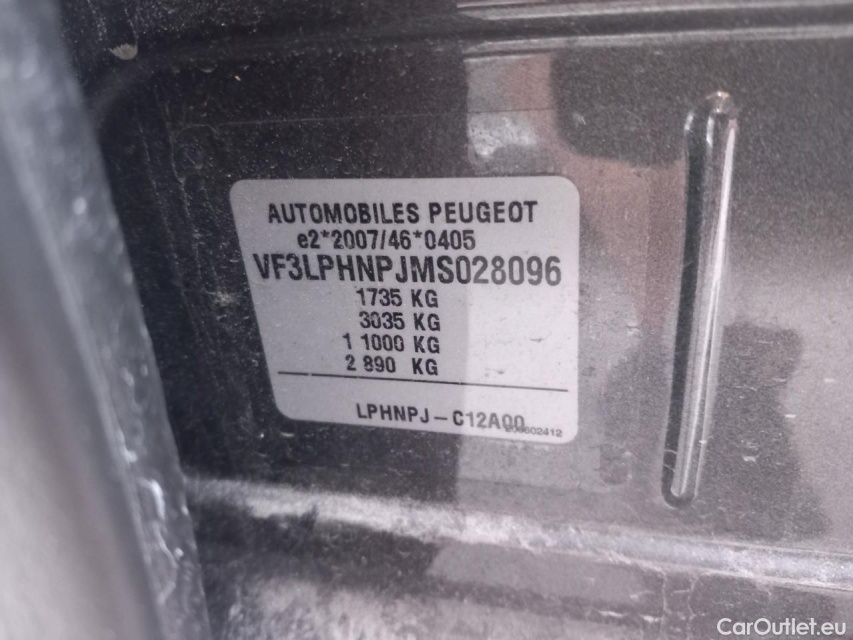 AUTOMOBILES PEUGEOT
e2*2007/46*0405
VF3LPHNPJMS028096
1735 KG
3035 KG
1 1000 KG
2 890 KG
LPHNPJ-C12A00
CarOutlet.eu